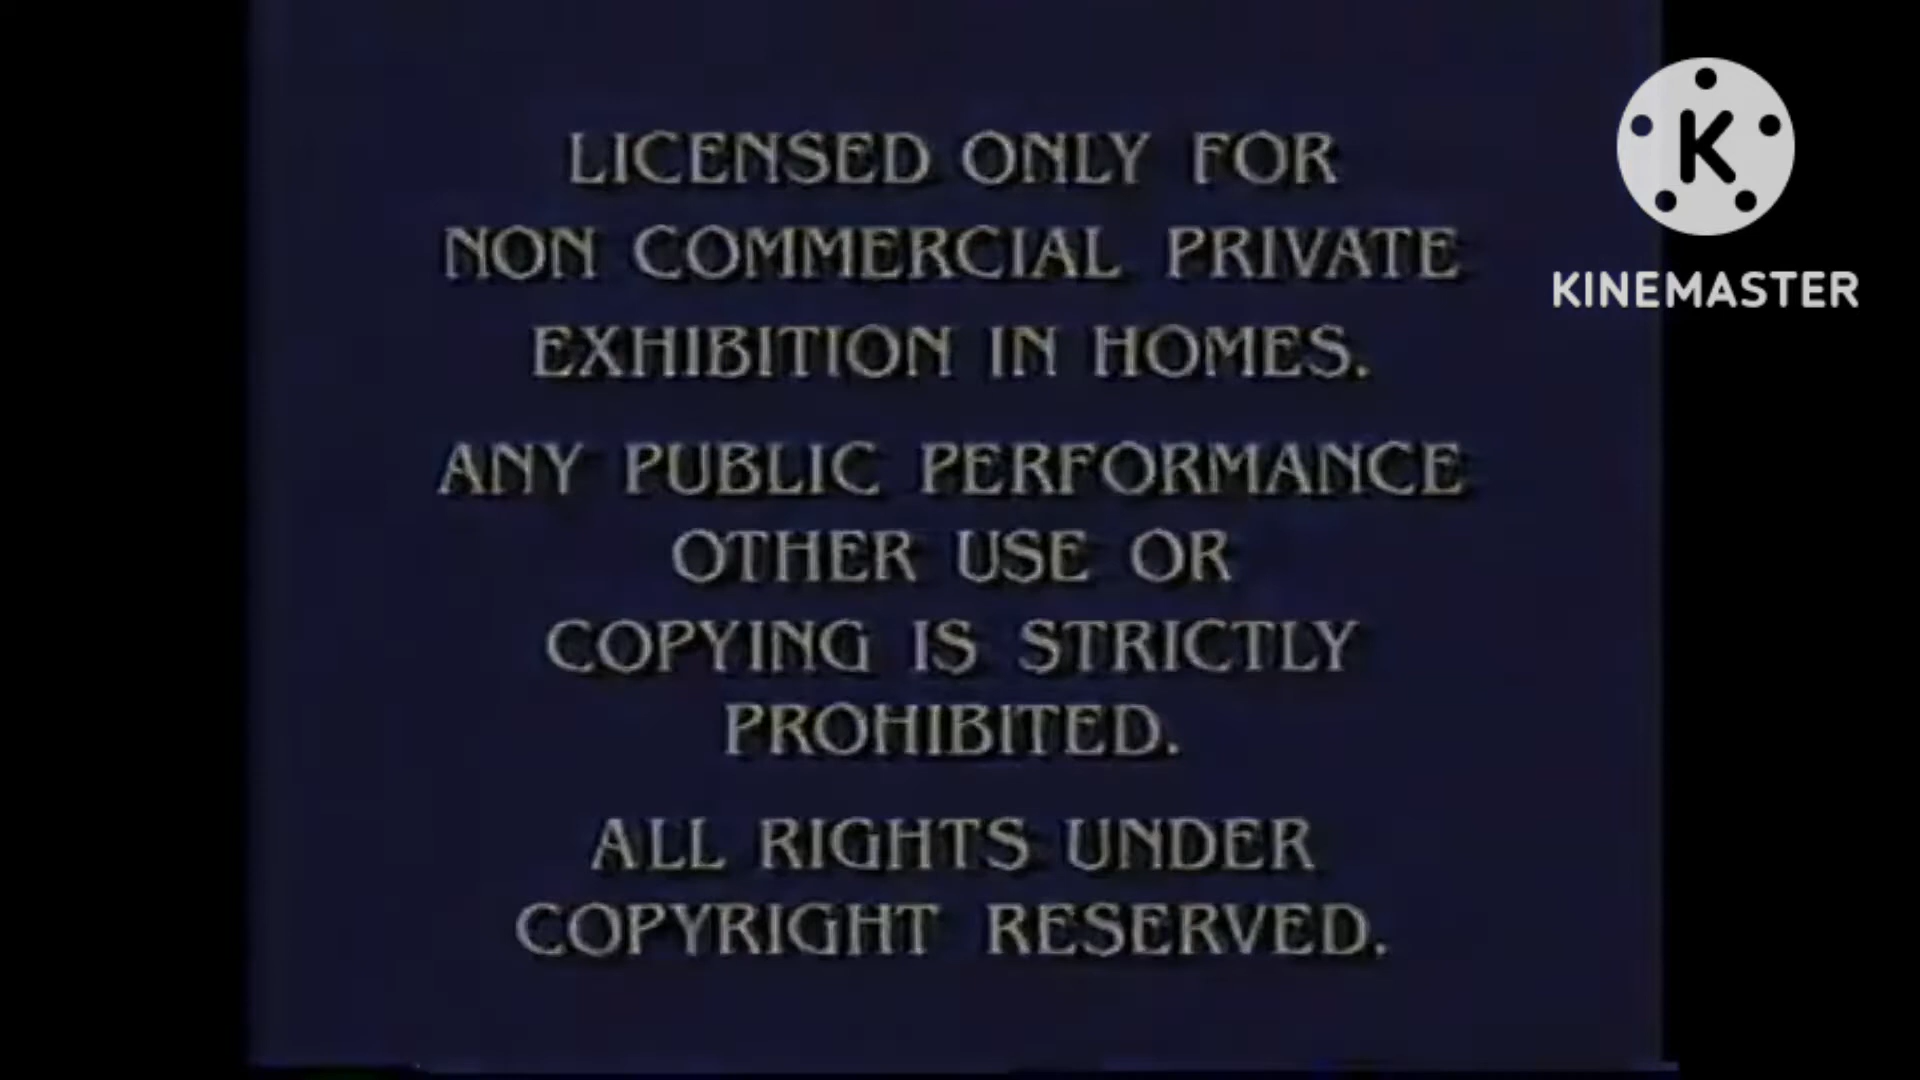 LICENSED ONLY FOR
NON COMMERCIAL PRIVATE
EXHIBITION IN HOMES.
ANY PUBLIC PERFORMANCE
OTHER USE OR
COPYING IS STRICTLY
PROHIBITED.
ALL RIGHTS UNDER
COPYRIGHT RESERVED.
K
KINEMASTER